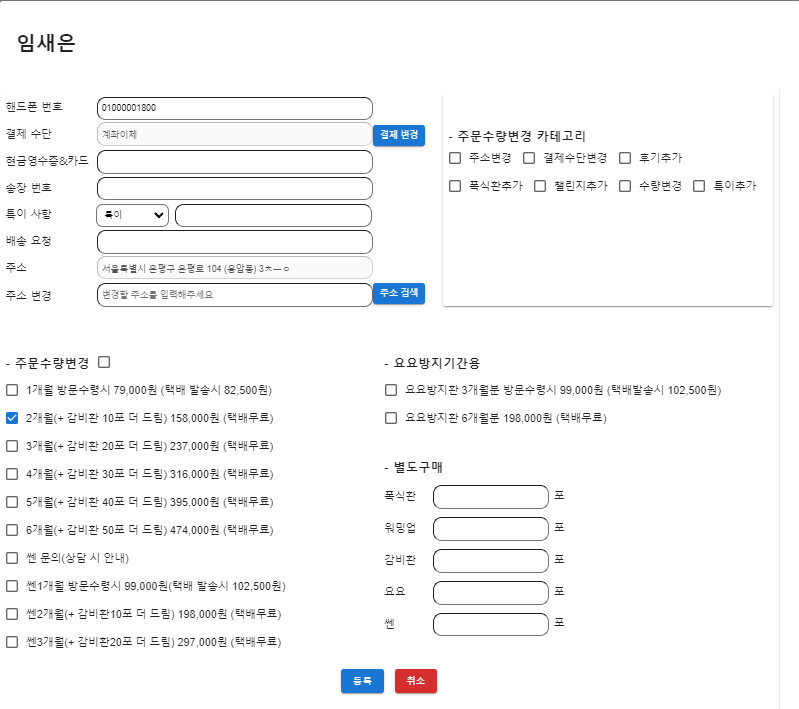 임새은
핸드폰 번호 01000001800
결제 수단 계좌이체 결제 변경
현금영수증&카드
송장 번호
특이 사항 특이
배송 요청
주소 서울특별시 은평구 은평로 104 (응암동) 3ㅊㅡㅇ
주소 변경 변경할 주소를 입력해주세요 주소 검색
- 주문수량변경 카테고리
주소변경 결제수단변경 후기추가
폭식환추가 챌린지추가 수량변경 특이추가
- 주문수량변경
1개월 방문수령시 79,000원 (택배 발송시 82,500원)
2개월(+ 감비환 10포 더 드림) 158,000원 (택배무료)
3개월(+ 감비환 20포 더 드림) 237,000원 (택배무료)
4개월(+ 감비환 30포 더 드림) 316,000원 (택배무료)
5개월(+ 감비환 40포 더 드림) 395,000원 (택배무료)
6개월(+ 감비환 50포 더 드림) 474,000원 (택배무료)
쎈 문의(상담 시 안내)
쎈1개월 방문수령시 99,000원(택배 발송시 102,500원)
쎈2개월(+ 감비환10포 더 드림) 198,000원 (택배무료)
쎈3개월(+ 감비환20포 더 드림) 297,000원 (택배무료)
- 요요방지기간용
요요방지환 3개월분 방문수령시 99,000원 (택배발송시 102,500원)
요요방지환 6개월분 198,000원 (택배무료)
- 별도구매
폭식환 포
워밍업 포
감비환 포
요요 포
쎈 포
등록 취소